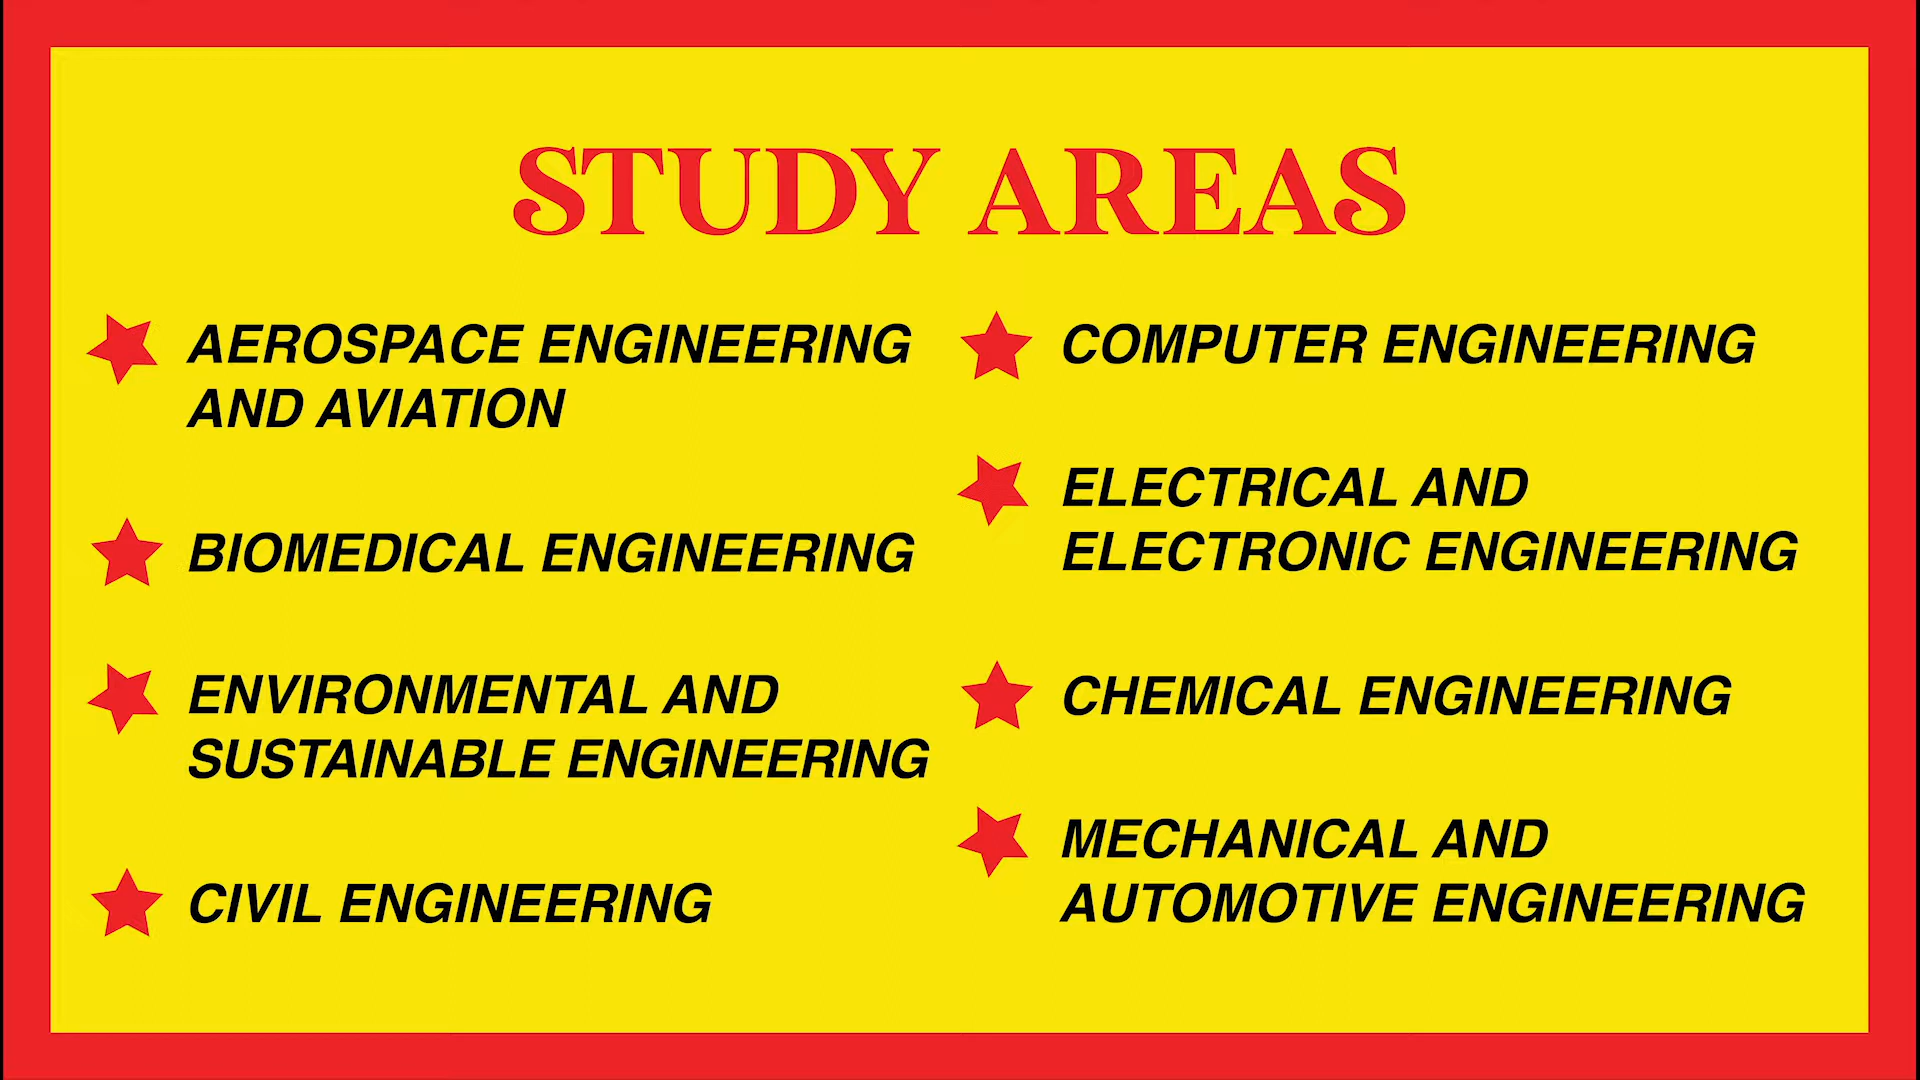 STUDY AREAS
AEROSPACE ENGINEERING
AND AVIATION
BIOMEDICAL ENGINEERING
ENVIRONMENTAL AND
SUSTAINABLE ENGINEERING
CIVIL ENGINEERING
COMPUTER ENGINEERING
ELECTRICAL AND
ELECTRONIC ENGINEERING
CHEMICAL ENGINEERING
MECHANICAL AND
AUTOMOTIVE ENGINEERING